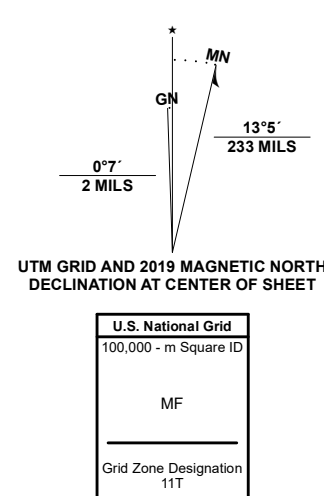 ★
MN
GN
13°5´
233 MILS
0°7´
2 MILS
UTM GRID AND 2019 MAGNETIC NORTH
DECLINATION AT CENTER OF SHEET
U.S. National Grid
100,000 - m Square ID
MF
Grid Zone Designation
11T